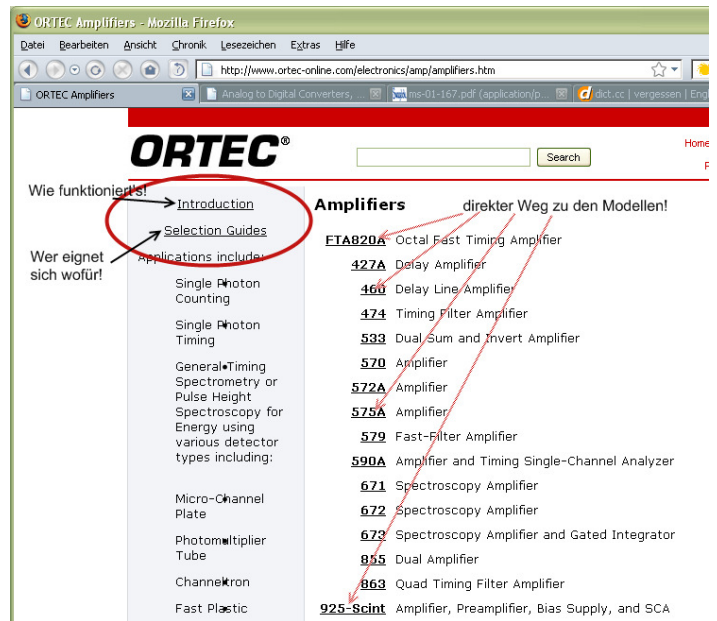 ORTEC Amplifiers - Mozilla Firefox
Datei Bearbeiten Ansicht Chronik Lesezeichen Extras Hilfe
http://www.ortec-online.com/electronics/amp/amplifiers.htm
ORTEC Amplifiers Analog to Digital Converters, ... ms-01-167.pdf (application/p... dict.cc | vergessen | Engl
ORTEC®
Search
Home
Wie funktioniert's!
Introduction
Selection Guides
Wer eignet
sich wofür!
Applications include:
Single Photon
Counting
Single Photon
Timing
General Timing
Spectrometry or
Pulse Height
Spectroscopy for
Energy using
various detector
types including:
Micro-Channel
Plate
Photomultiplier
Tube
Channeltron
Fast Plastic
Amplifiers
direkter Weg zu den Modellen!
FTA820A Octal Fast Timing Amplifier
427A Delay Amplifier
460 Delay Line Amplifier
474 Timing Filter Amplifier
533 Dual Sum and Invert Amplifier
570 Amplifier
572A Amplifier
575A Amplifier
579 Fast-Filter Amplifier
590A Amplifier and Timing Single-Channel Analyzer
671 Spectroscopy Amplifier
672 Spectroscopy Amplifier
673 Spectroscopy Amplifier and Gated Integrator
855 Dual Amplifier
863 Quad Timing Filter Amplifier
925-Scint Amplifier, Preamplifier, Bias Supply, and SCA